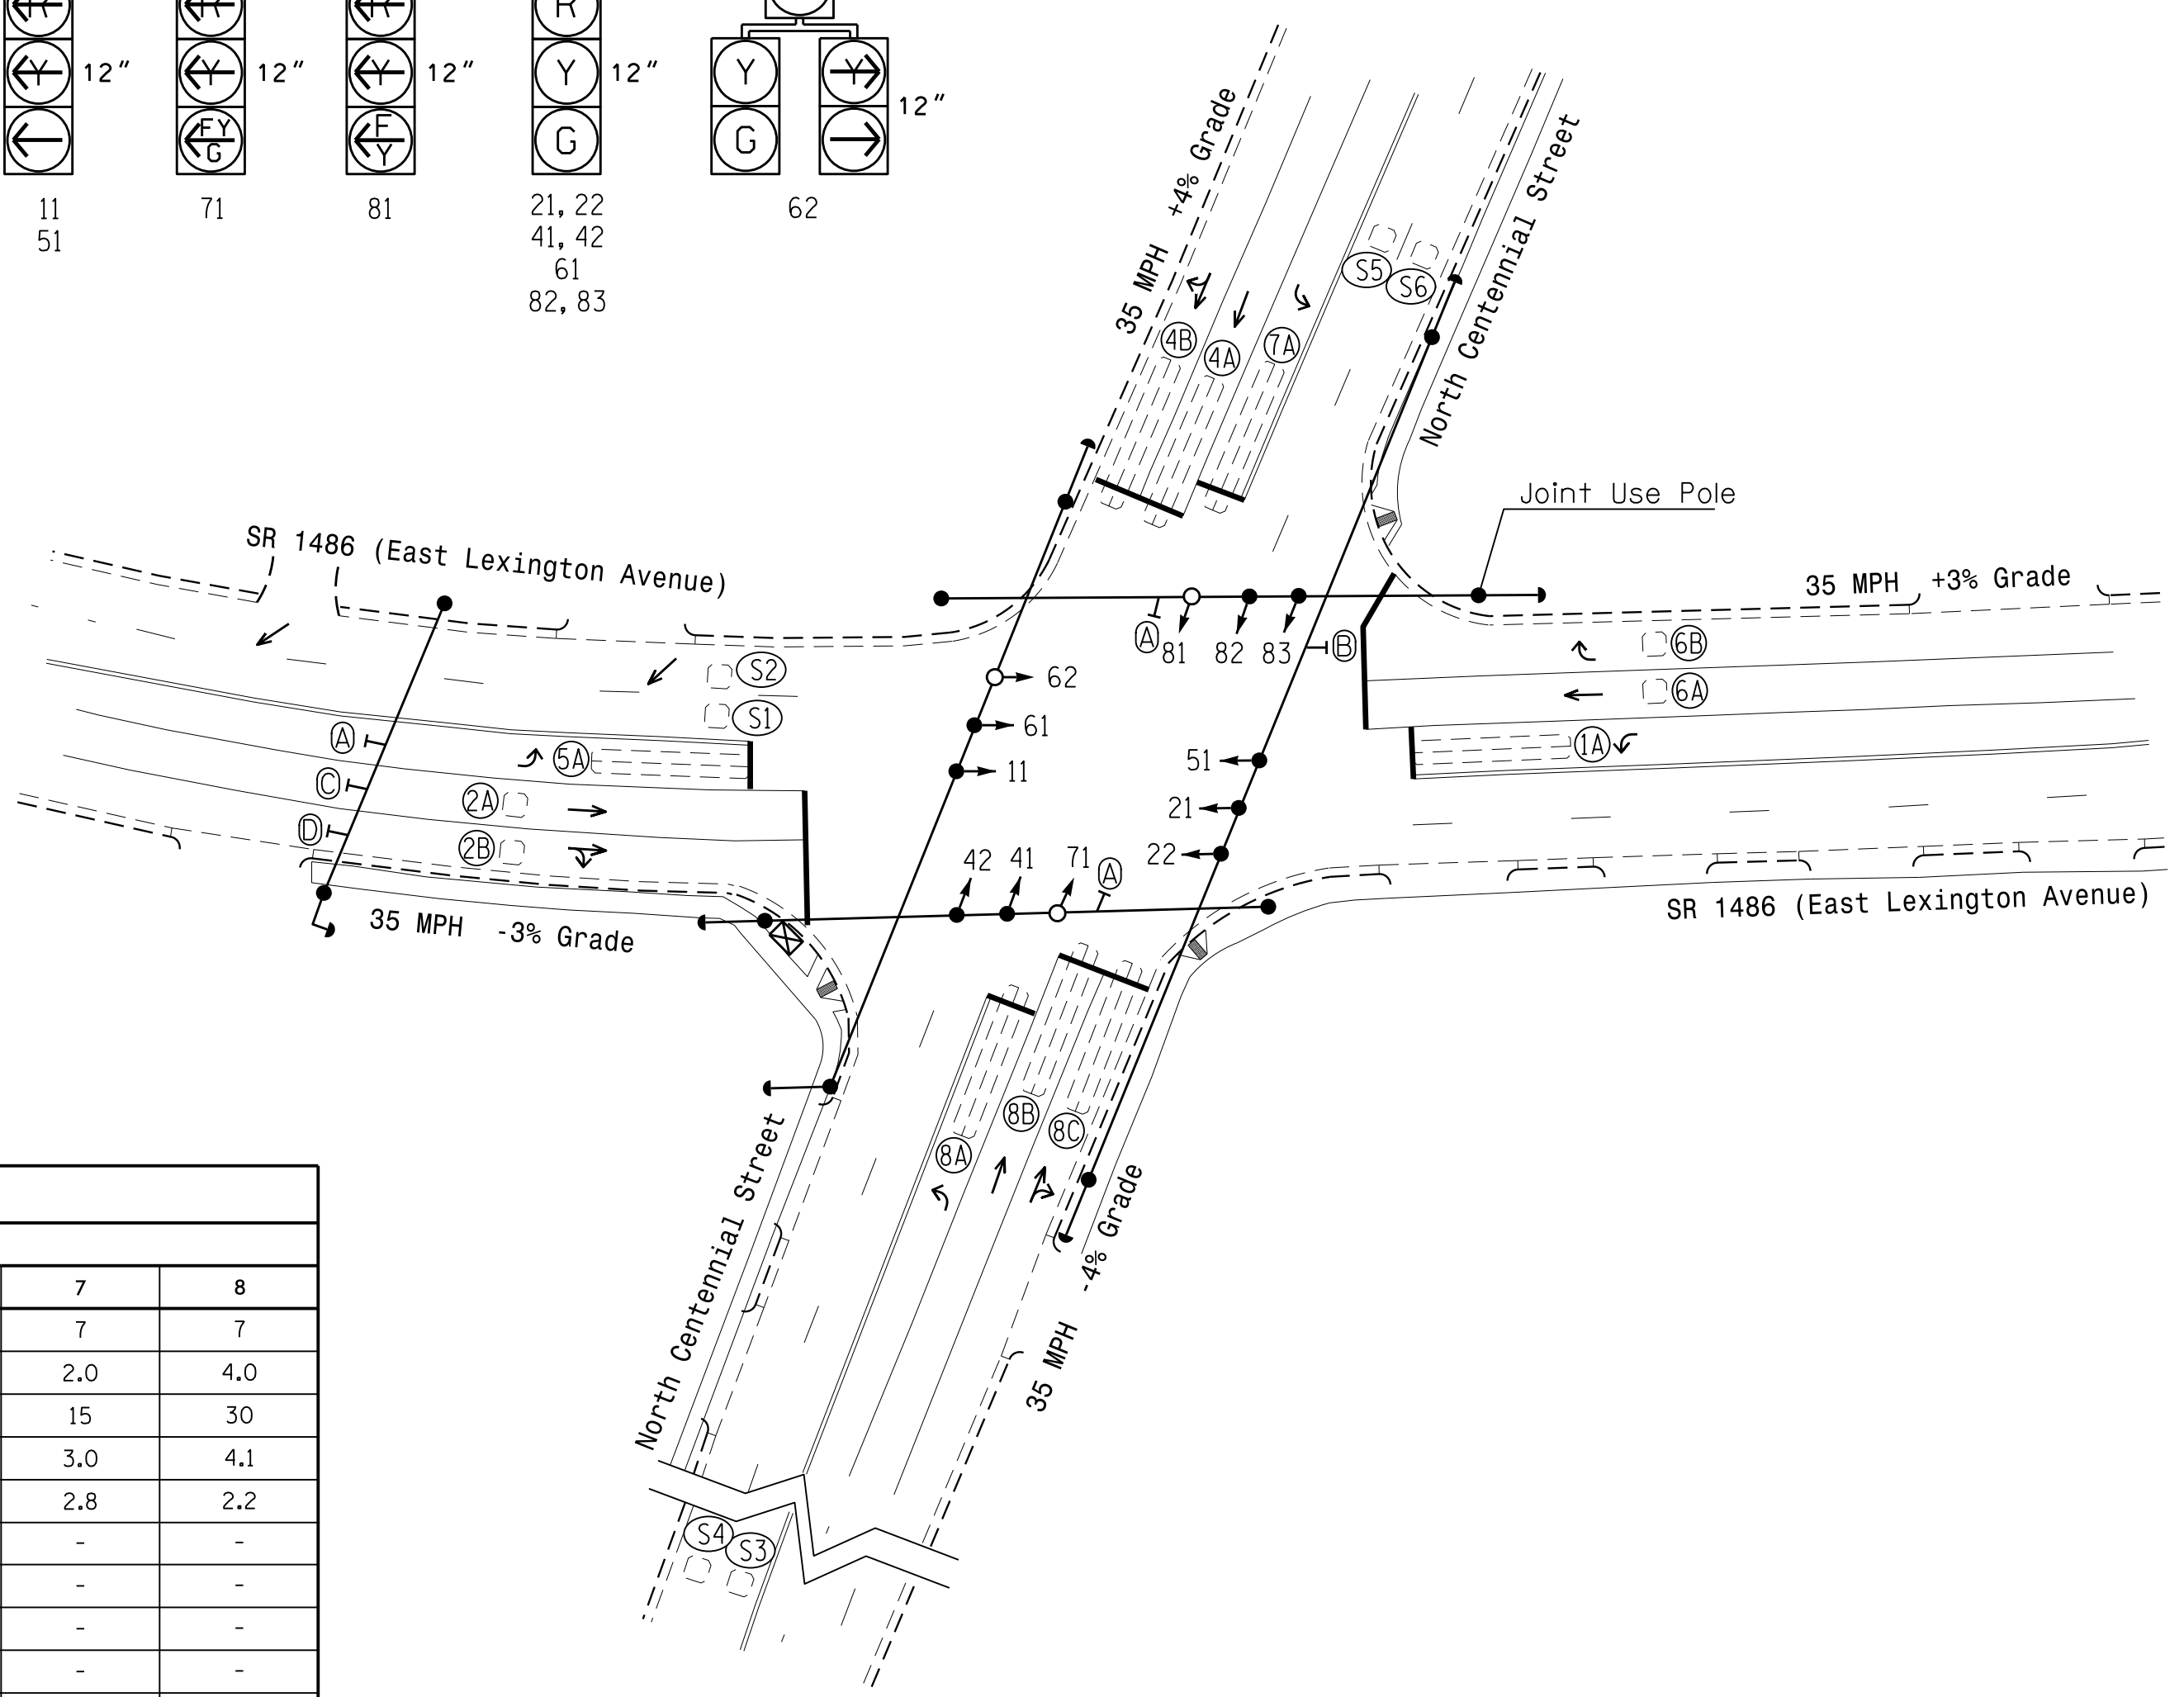 R R R R
Y Y Y Y Y Y
12" 12" 12" 12" 12"
FY G F Y G G
11 71 81 21, 22 62
51 41, 42
61
82, 83
35 MPH +4% Grade
North Centennial Street
S5 S6
4B 4A 7A
Joint Use Pole
SR 1486 (East Lexington Avenue)
35 MPH +3% Grade
A 81 82 83 B
6B
6A
S2
S1
62
61
11
A
C
D
5A
1A
51
21
22
2A
2B
42 41 71 A
35 MPH -3% Grade
SR 1486 (East Lexington Avenue)
8A 8B 8C
North Centennial Street
35 MPH -4% Grade
S4 S3
7 8
7 7
2.0 4.0
15 30
3.0 4.1
2.8 2.2
- -
- -
- -
- -